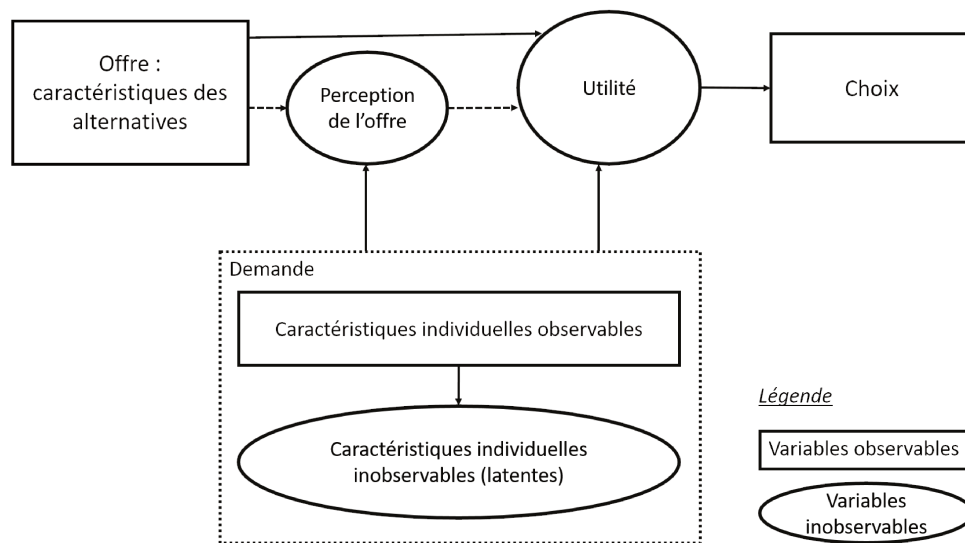 Offre :
caractéristiques des
alternatives
Perception
de l’offre
Utilité
Choix
Demande
Caractéristiques individuelles observables
Caractéristiques individuelles
inobservables (latentes)
Légende
Variables observables
Variables
inobservables